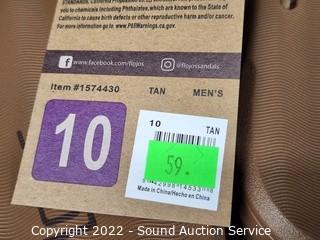 STANDARDS. California Proposition 65
you to chemicals including Phthalates, which are known to the State of
California to cause birth defects or other reproductive harm and/or cancer.
For more information go to www.P65Warnings.ca.gov
facebook.com/flojos
@flojossandals
Item #1574430 TAN MEN'S
10
10 TAN
59.
Made in China/Hecho en China
Copyright 2022 - Sound Auction Service